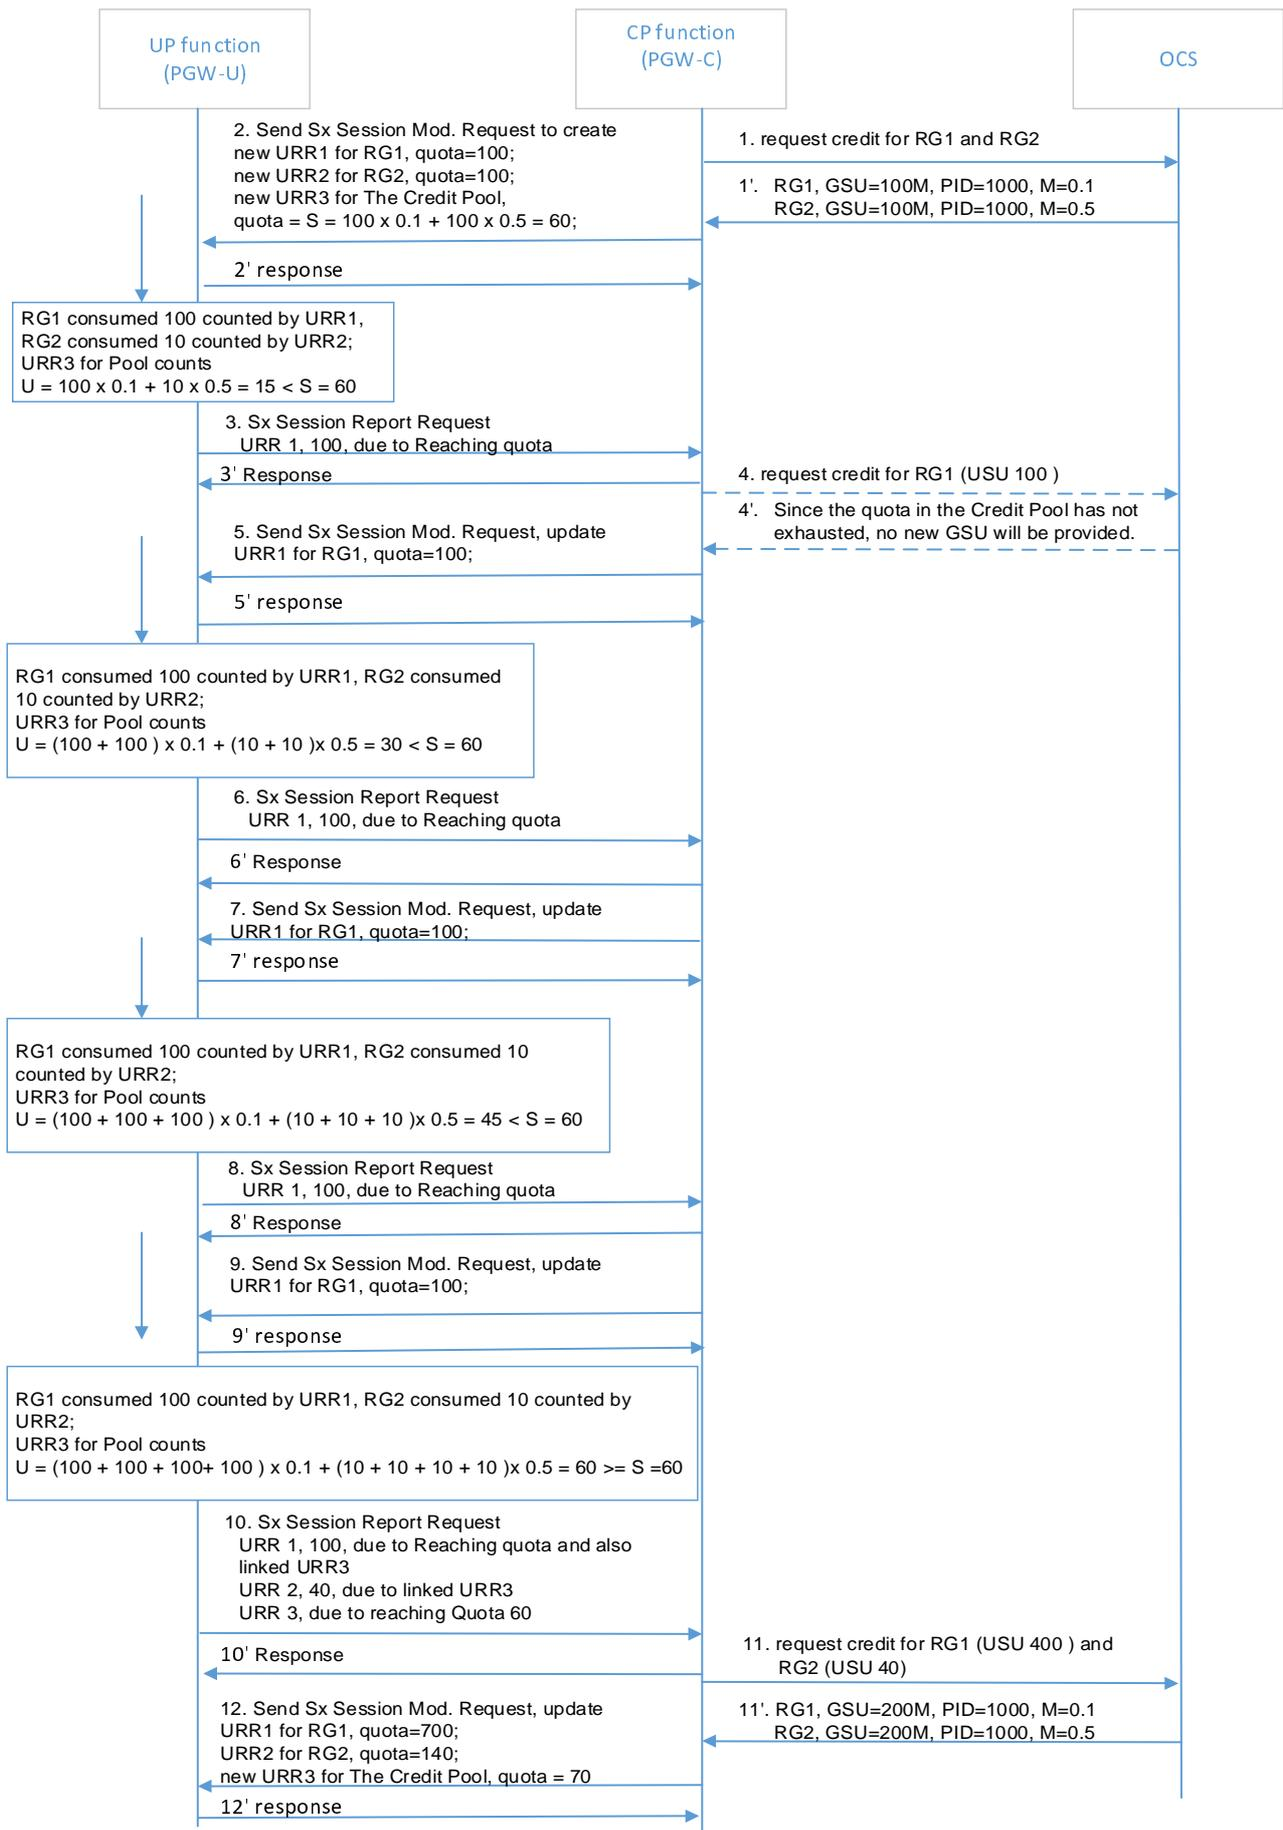 UP function
(PGW-U)
CP function
(PGW-C)
OCS
2. Send Sx Session Mod. Request to create
new URR1 for RG1, quota=100;
new URR2 for RG2, quota=100;
new URR3 for The Credit Pool,
quota = S = 100 x 0.1 + 100 x 0.5 = 60;
1. request credit for RG1 and RG2
1'. RG1, GSU=100M, PID=1000, M=0.1
RG2, GSU=100M, PID=1000, M=0.5
2' response
RG1 consumed 100 counted by URR1,
RG2 consumed 10 counted by URR2;
URR3 for Pool counts
U = 100 x 0.1 + 10 x 0.5 = 15 < S = 60
3. Sx Session Report Request
URR 1, 100, due to Reaching quota
3' Response
4. request credit for RG1 (USU 100 )
4'. Since the quota in the Credit Pool has not
exhausted, no new GSU will be provided.
5. Send Sx Session Mod. Request, update
URR1 for RG1, quota=100;
5' response
RG1 consumed 100 counted by URR1, RG2 consumed
10 counted by URR2;
URR3 for Pool counts
U = (100 + 100 ) x 0.1 + (10 + 10 )x 0.5 = 30 < S = 60
6. Sx Session Report Request
URR 1, 100, due to Reaching quota
6' Response
7. Send Sx Session Mod. Request, update
URR1 for RG1, quota=100;
7' response
RG1 consumed 100 counted by URR1, RG2 consumed 10
counted by URR2;
URR3 for Pool counts
U = (100 + 100 + 100 ) x 0.1 + (10 + 10 + 10 )x 0.5 = 45 < S = 60
8. Sx Session Report Request
URR 1, 100, due to Reaching quota
8' Response
9. Send Sx Session Mod. Request, update
URR1 for RG1, quota=100;
9' response
RG1 consumed 100 counted by URR1, RG2 consumed 10 counted by
URR2;
URR3 for Pool counts
U = (100 + 100 + 100+ 100 ) x 0.1 + (10 + 10 + 10 + 10 )x 0.5 = 60 >= S =60
10. Sx Session Report Request
URR 1, 100, due to Reaching quota and also
linked URR3
URR 2, 40, due to linked URR3
URR 3, due to reaching Quota 60
10' Response
11. request credit for RG1 (USU 400 ) and
RG2 (USU 40)
12. Send Sx Session Mod. Request, update
URR1 for RG1, quota=700;
URR2 for RG2, quota=140;
new URR3 for The Credit Pool, quota = 70
11'. RG1, GSU=200M, PID=1000, M=0.1
RG2, GSU=200M, PID=1000, M=0.5
12' response